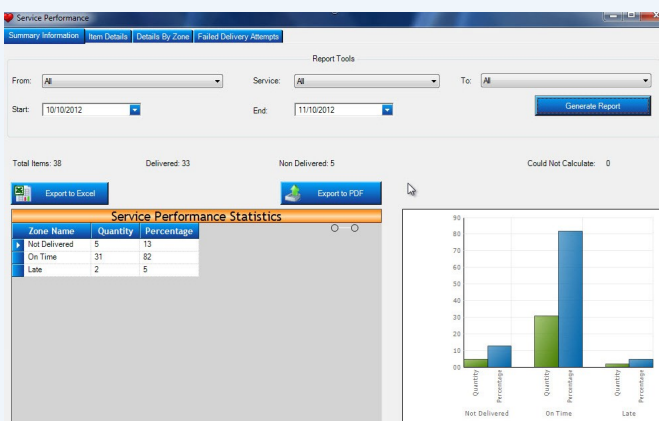 Service Performance
Summary Information Item Details Details By Zone Failed Delivery Attempts
Report Tools
From: All Service: All To: All
Start: 10/10/2012 End: 11/10/2012 Generate Report
Total Items: 38 Delivered: 33 Non Delivered: 5 Could Not Calculate: 0
Export to Excel Export to PDF
Service Performance Statistics
Zone Name Quantity Percentage
Not Delivered 5 13
On Time 31 82
Late 2 5
90
80
70
60
50
40
30
20
10
00
Quantity Percentage Quantity Percentage Quantity Percentage
Not Delivered On Time Late